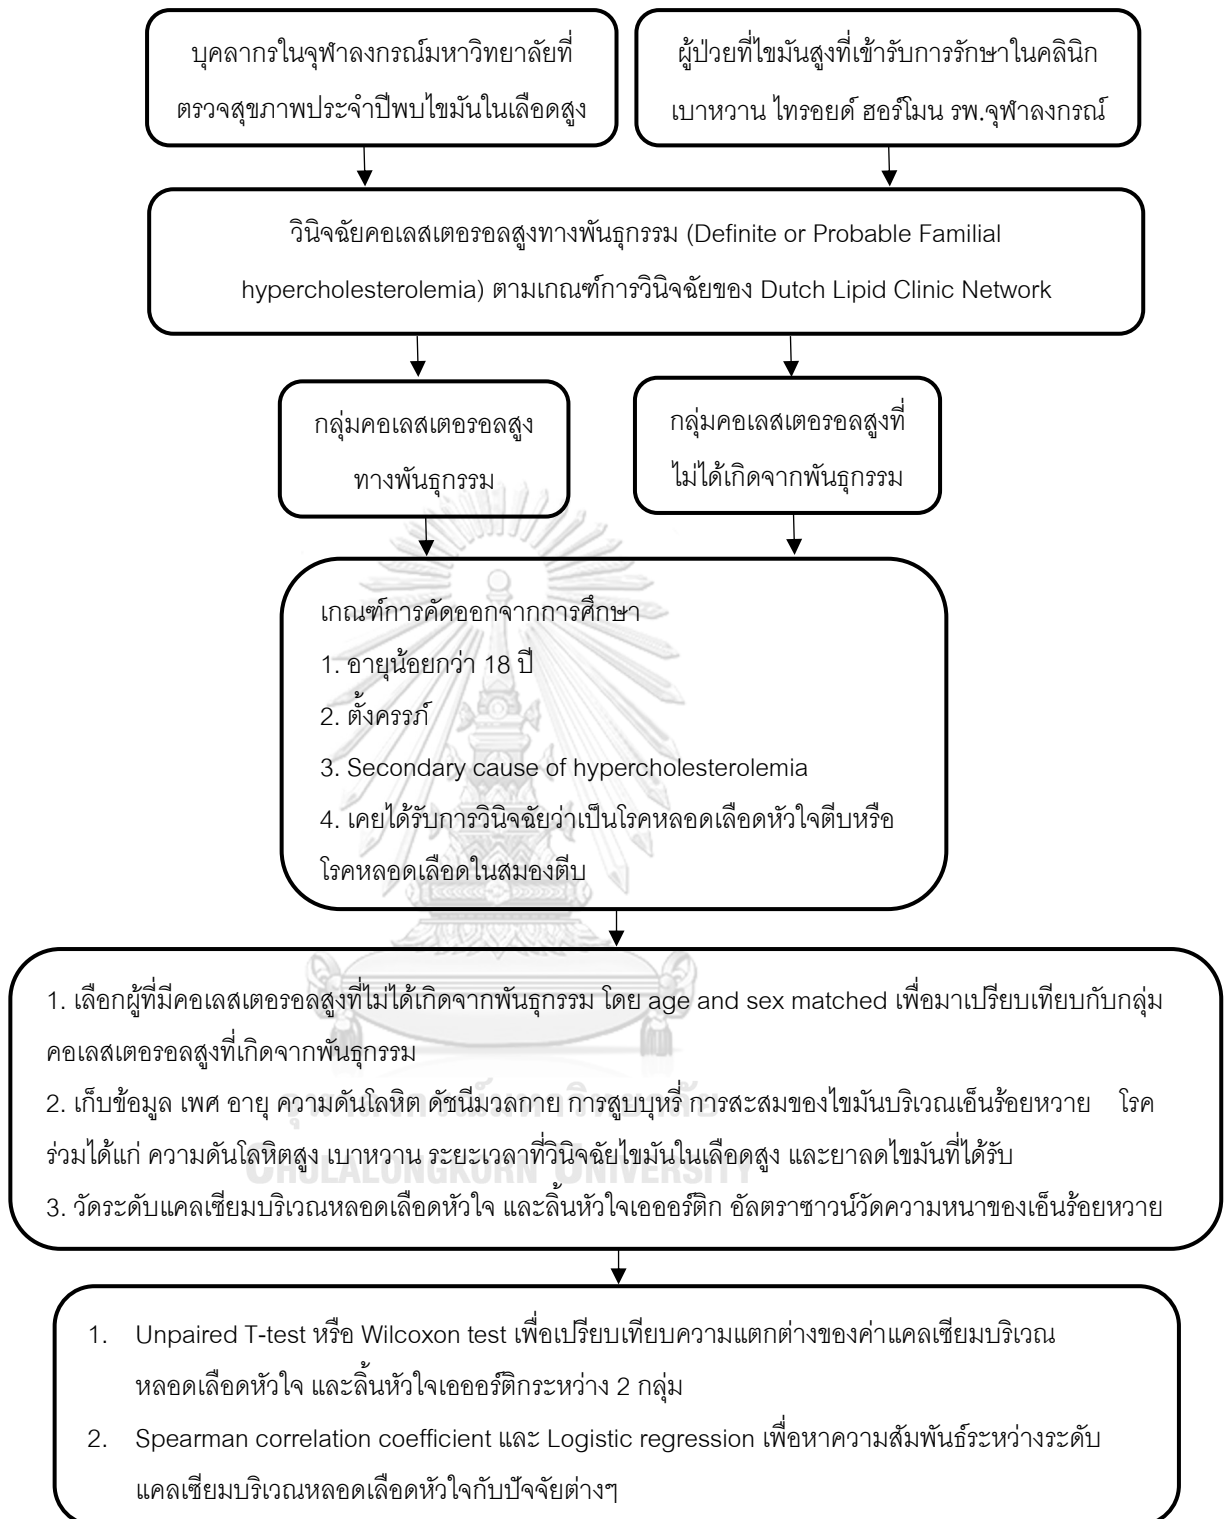 บุคลากรในจุฬาลงกรณ์มหาวิทยาลัยที่
ตรวจสุขภาพประจำปีพบไขมันในเลือดสูง
ผู้ป่วยที่ไขมันสูงที่เข้ารับการรักษาในคลินิก
เบาหวาน ไทรอยด์ ฮอร์โมน รพ.จุฬาลงกรณ์
วินิจฉัยคอเลสเตอรอลสูงทางพันธุกรรม (Definite or Probable Familial
hypercholesterolemia) ตามเกณฑ์การวินิจฉัยของ Dutch Lipid Clinic Network
กลุ่มคอเลสเตอรอลสูง
ทางพันธุกรรม
กลุ่มคอเลสเตอรอลสูงที่
ไม่ได้เกิดจากพันธุกรรม
เกณฑ์การคัดออกจากการศึกษา
1. อายุน้อยกว่า 18 ปี
2. ตั้งครรภ์
3. Secondary cause of hypercholesterolemia
4. เคยได้รับการวินิจฉัยว่าเป็นโรคหลอดเลือดหัวใจตีบหรือ
โรคหลอดเลือดในสมองตีบ
1. เลือกผู้ที่มีคอเลสเตอรอลสูงที่ไม่ได้เกิดจากพันธุกรรม โดย age and sex matched เพื่อมาเปรียบเทียบกับกลุ่ม
คอเลสเตอรอลสูงที่เกิดจากพันธุกรรม
2. เก็บข้อมูล เพศ อายุ ความดันโลหิต ดัชนีมวลกาย การสูบบุหรี่ การสะสมของไขมันบริเวณเอ็นร้อยหวาย โรค
ร่วมได้แก่ ความดันโลหิตสูง เบาหวาน ระยะเวลาที่วินิจฉัยไขมันในเลือดสูง และยาลดไขมันที่ได้รับ
CHULALONGKORN UNIVERSITY
3. วัดระดับแคลเซียมบริเวณหลอดเลือดหัวใจ และลิ้นหัวใจเอออร์ติก อัลตราซาวน์วัดความหนาของเอ็นร้อยหวาย
1. Unpaired T-test หรือ Wilcoxon test เพื่อเปรียบเทียบความแตกต่างของค่าแคลเซียมบริเวณ
หลอดเลือดหัวใจ และลิ้นหัวใจเอออร์ติกระหว่าง 2 กลุ่ม
2. Spearman correlation coefficient และ Logistic regression เพื่อหาความสัมพันธ์ระหว่างระดับ
แคลเซียมบริเวณหลอดเลือดหัวใจกับปัจจัยต่างๆ